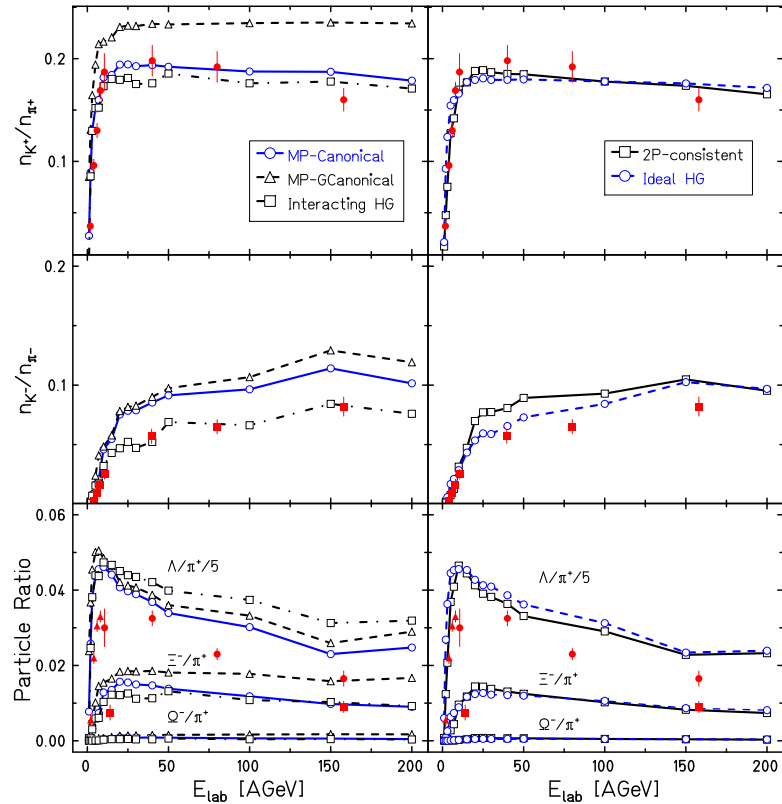 n_K+/n_π+
0.2
0.1
MP-Canonical
MP-GCanonical
Interacting HG
2P-consistent
Ideal HG
n_K-/n_π-
0.2
0.1
0.0
Particle Ratio
0.06
0.04
0.02
0.00
Λ/π⁺/5
Ξ⁻/π⁺
Ω⁻/π⁺
Λ/π⁺/5
Ξ⁻/π⁺
Ω⁻/π⁺
0 50 100 150 200
0 50 100 150 200
E_lab [AGeV]
E_lab [AGeV]